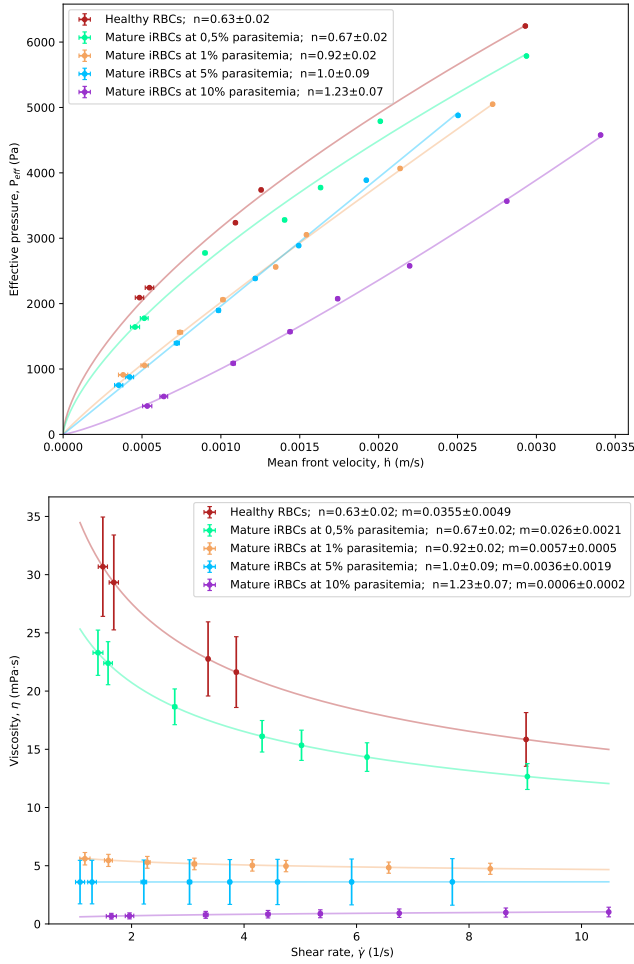 Healthy RBCs; n=0.63±0.02
Mature iRBCs at 0,5% parasitemia; n=0.67±0.02
Mature iRBCs at 1% parasitemia; n=0.92±0.02
Mature iRBCs at 5% parasitemia; n=1.0±0.09
Mature iRBCs at 10% parasitemia; n=1.23±0.07
6000
5000
4000
3000
2000
1000
0
Effective pressure, P_eff (Pa)
0.0000 0.0005 0.0010 0.0015 0.0020 0.0025 0.0030 0.0035
Mean front velocity, ḣ (m/s)
Healthy RBCs; n=0.63±0.02; m=0.0355±0.0049
Mature iRBCs at 0,5% parasitemia; n=0.67±0.02; m=0.026±0.0021
Mature iRBCs at 1% parasitemia; n=0.92±0.02; m=0.0057±0.0005
Mature iRBCs at 5% parasitemia; n=1.0±0.09; m=0.0036±0.0019
Mature iRBCs at 10% parasitemia; n=1.23±0.07; m=0.0006±0.0002
35
30
25
20
15
10
5
0
Viscosity, η (mPa·s)
2 4 6 8 10
Shear rate, γ̇ (1/s)